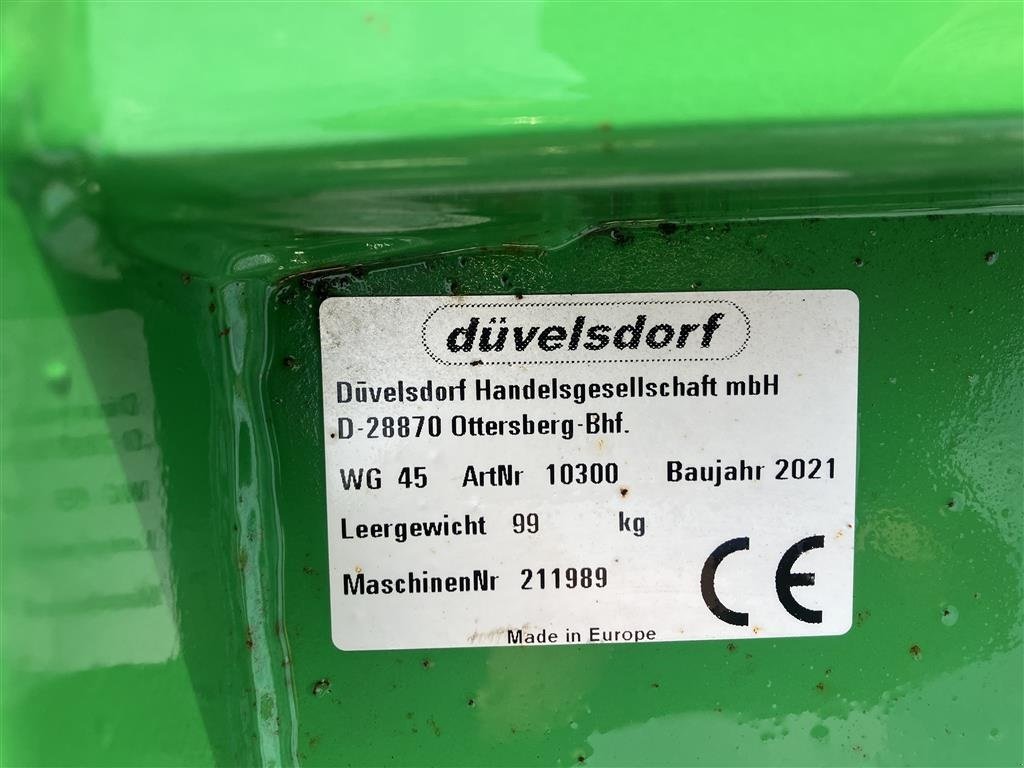 düvelsdorf
Düvelsdorf Handelsgesellschaft mbH
D-28870 Ottersberg-Bhf.
WG 45 ArtNr 10300 Baujahr 2021
Leergewicht 99 kg
MaschinenNr 211989
CE
Made in Europe